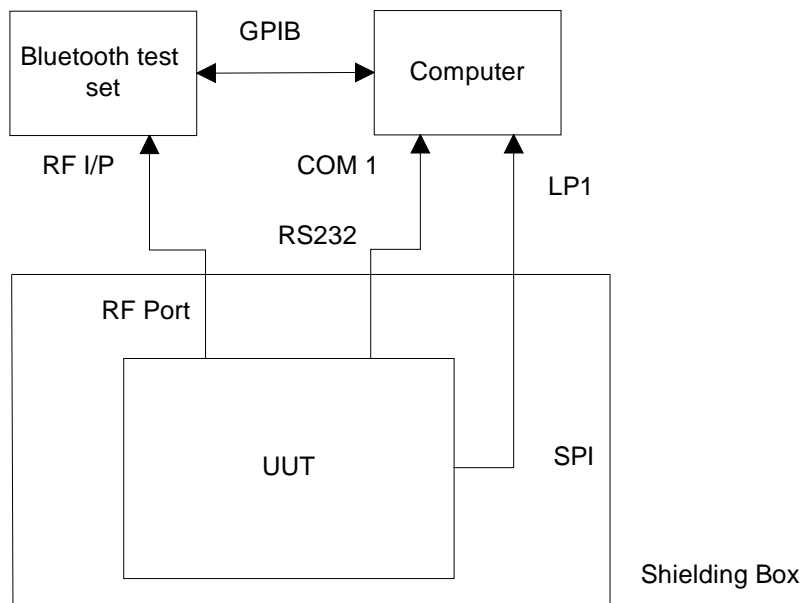 GPIB
Bluetooth test
set
Computer
RF I/P
COM 1
LP1
RS232
RF Port
UUT
SPI
Shielding Box